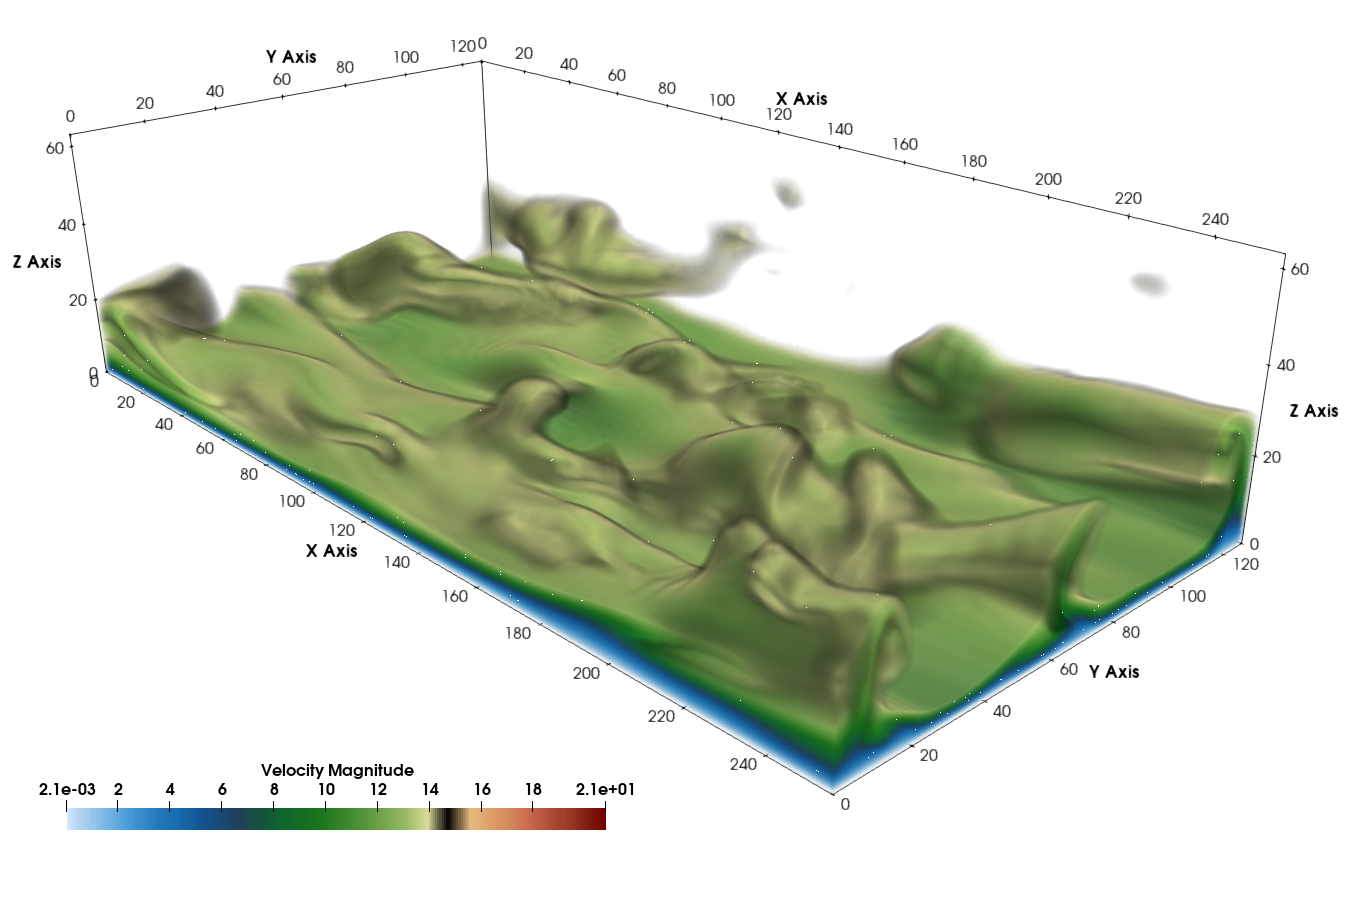 Y Axis
0 20 40 60 80 100 120
0 20 40 60 80 100 120 140 160 180 200 220 240
X Axis
60
40
Z Axis
20
0
60
40
Z Axis
20
0
0 20 40 60 80 100 120 140 160 180 200 220 240
X Axis
0 20 40 60 80 100 120
Y Axis
Velocity Magnitude
2.1e-03 2 4 6 8 10 12 14 16 18 2.1e+01